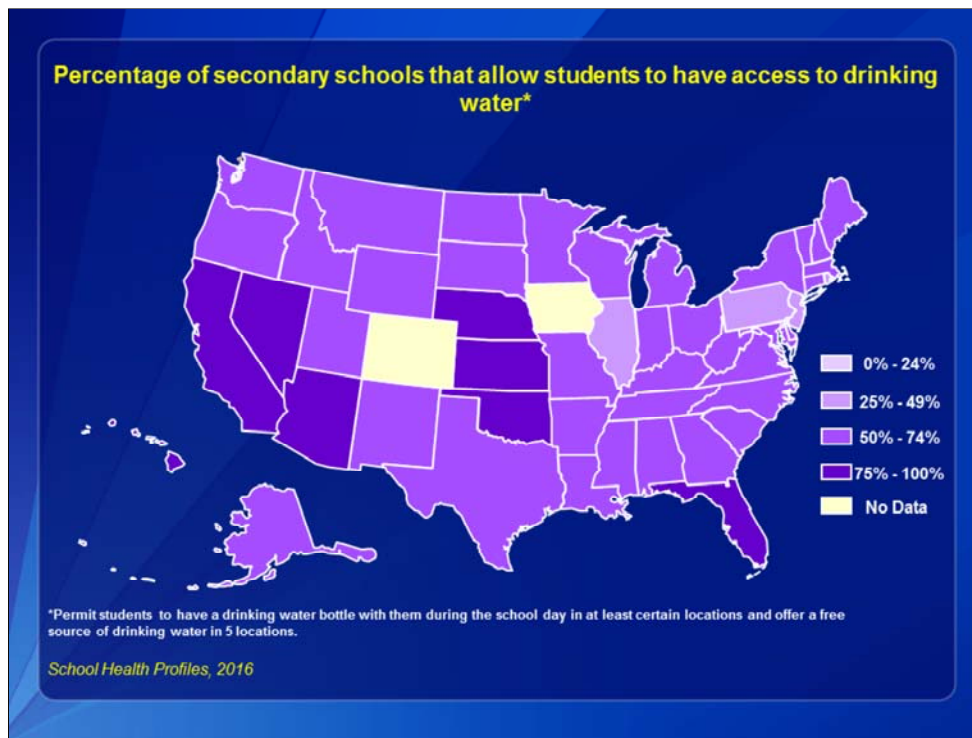 Percentage of secondary schools that allow students to have access to drinking
water*
0% - 24%
25% - 49%
50% - 74%
75% - 100%
No Data
*Permit students to have a drinking water bottle with them during the school day in at least certain locations and offer a free
source of drinking water in 5 locations.
School Health Profiles, 2016